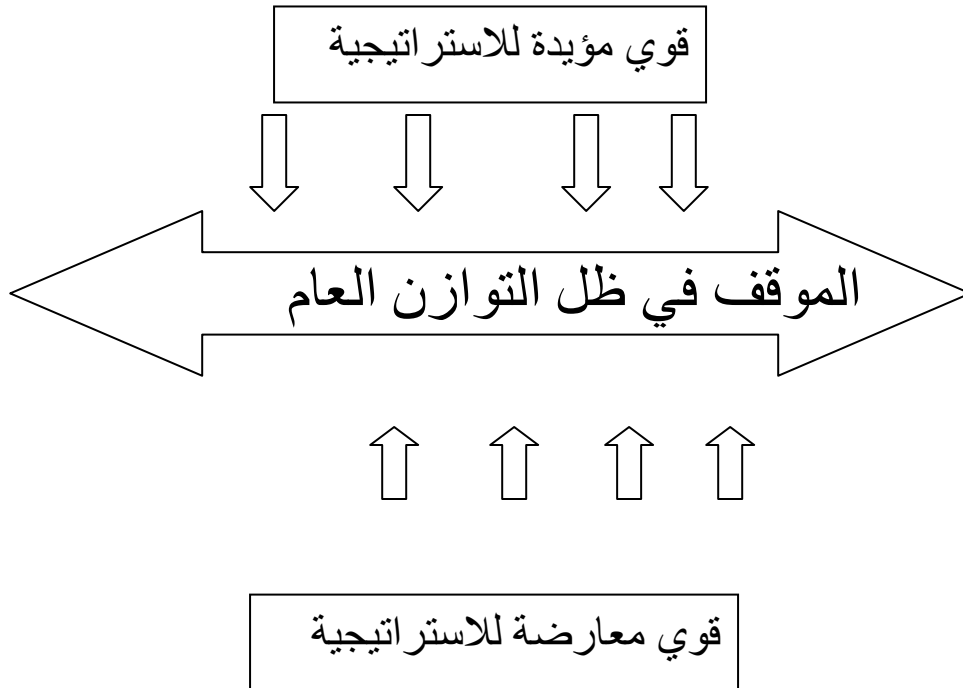 قوي مؤيدة للاستراتيجية
الموقف في ظل التوازن العام
قوي معارضة للاستراتيجية